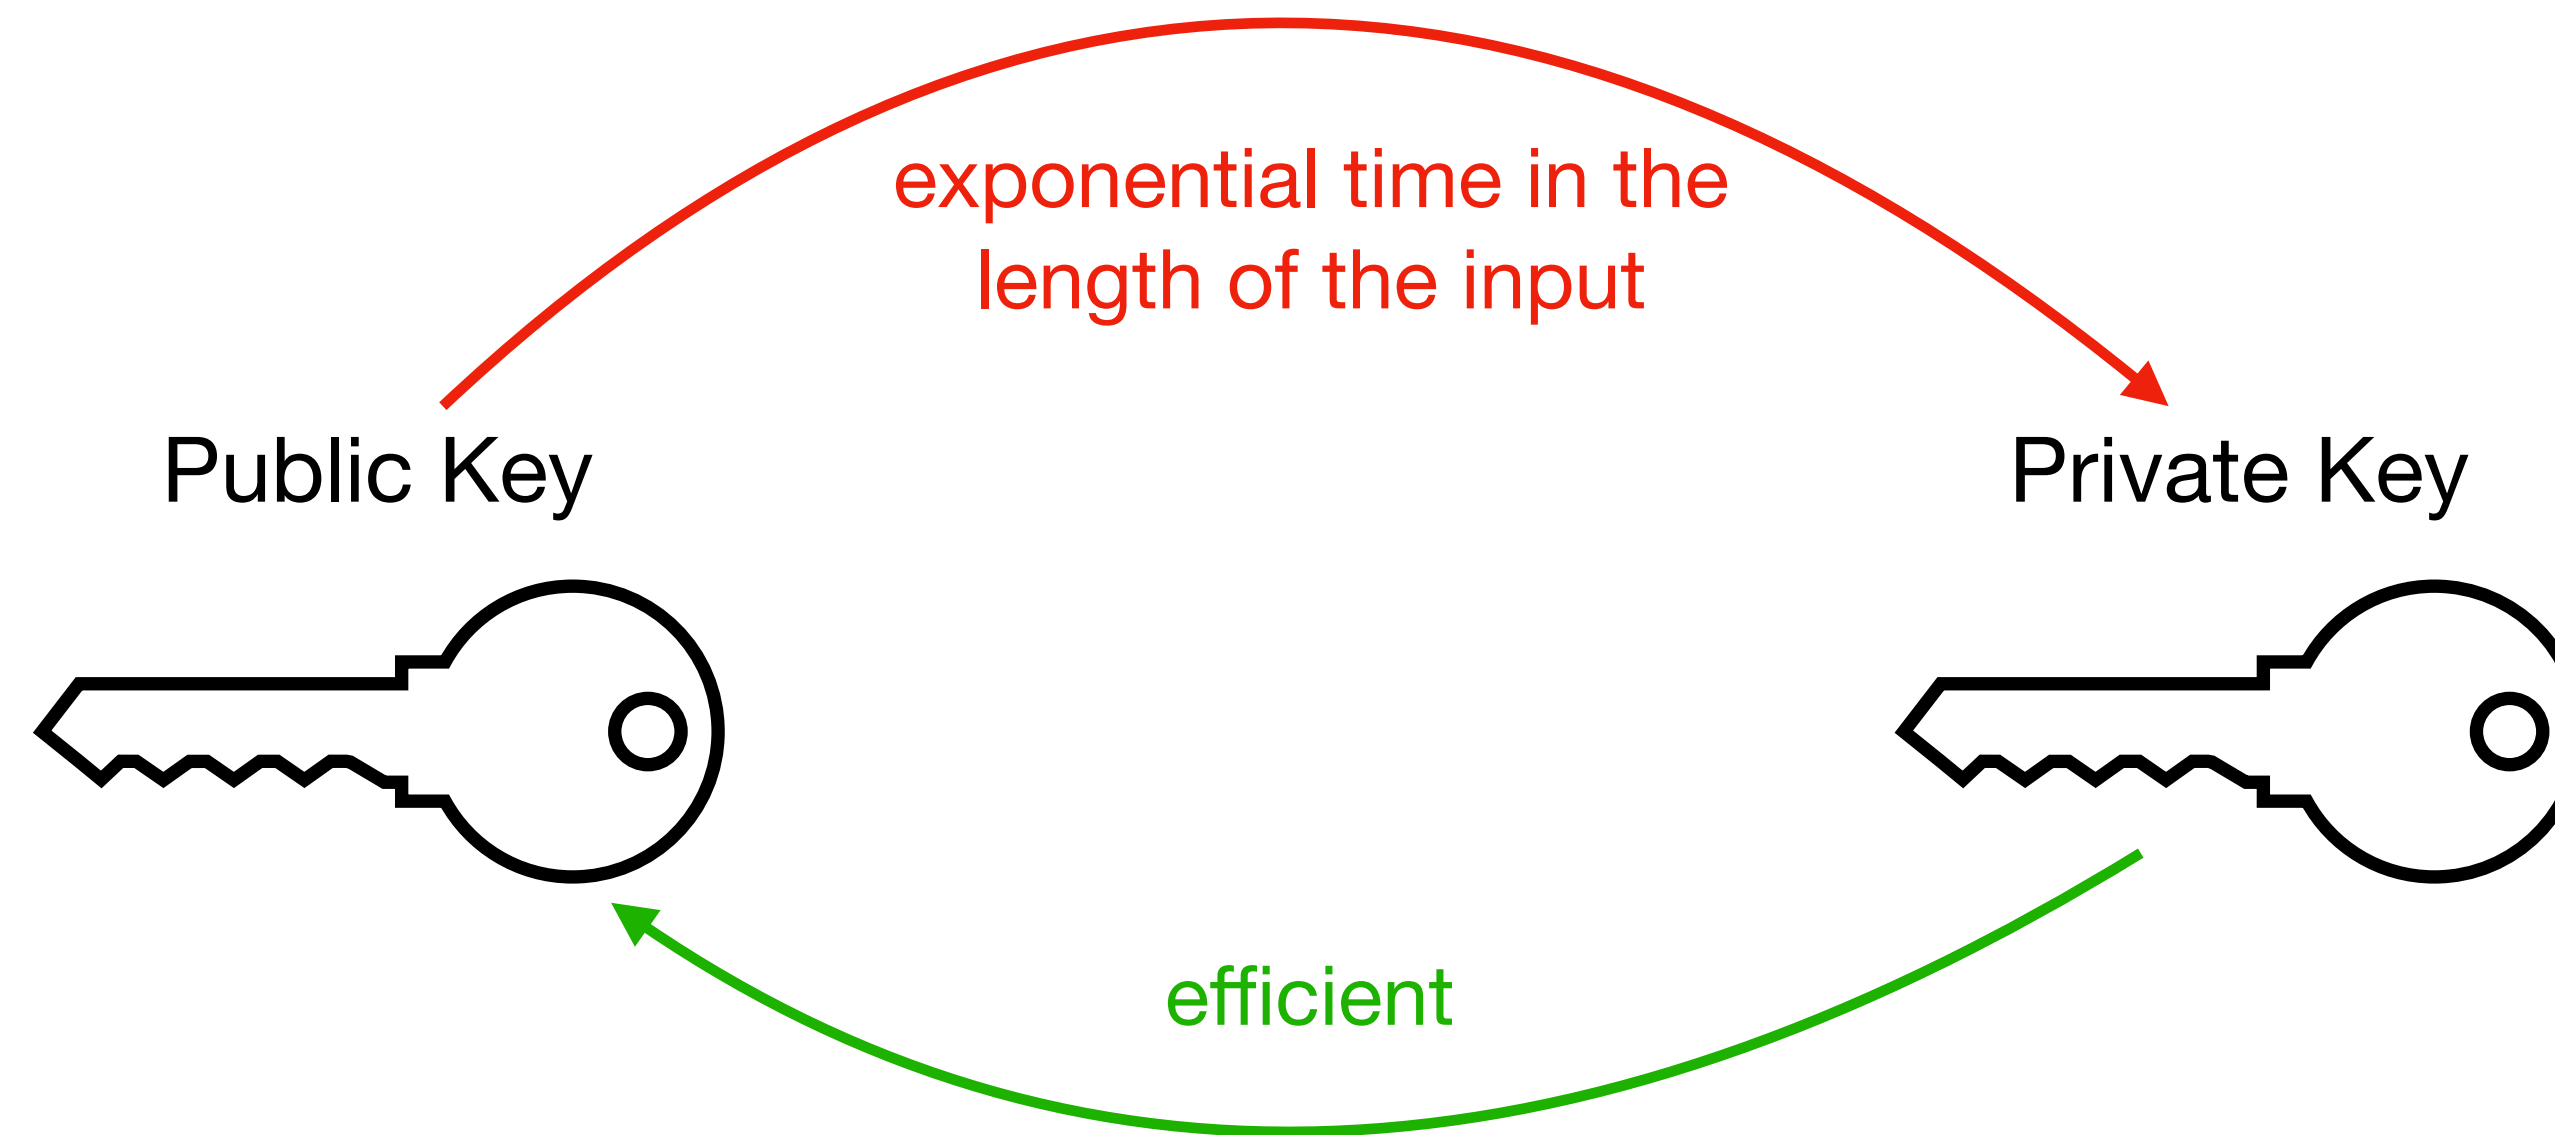 exponential time in the
length of the input
Public Key
Private Key
efficient